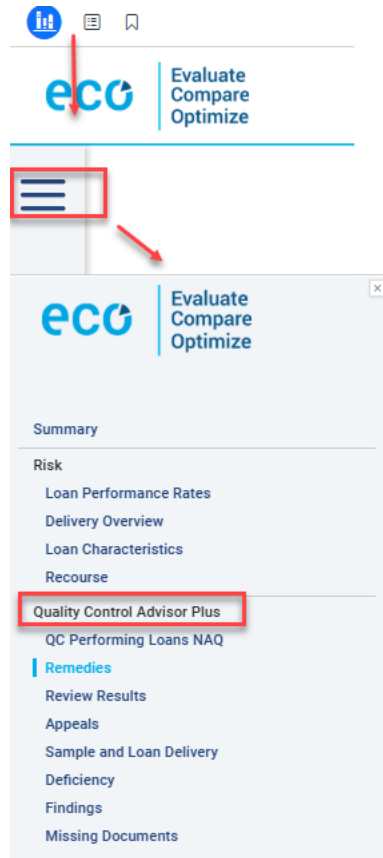 eco
Evaluate
Compare
Optimize
eco
Evaluate
Compare
Optimize
Summary
Risk
Loan Performance Rates
Delivery Overview
Loan Characteristics
Recourse
Quality Control Advisor Plus
QC Performing Loans NAQ
Remedies
Review Results
Appeals
Sample and Loan Delivery
Deficiency
Findings
Missing Documents